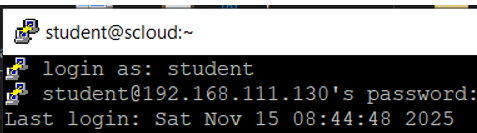 student@scloud:~
login as: student
student@192.168.111.130's password:
Last login: Sat Nov 15 08:44:48 2025